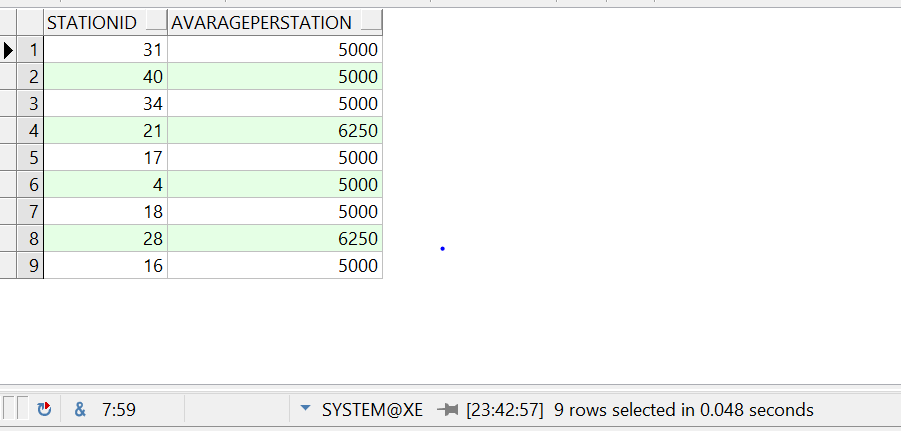 STATIONID AVARAGEPERSTATION
1 31 5000
2 40 5000
3 34 5000
4 21 6250
5 17 5000
6 4 5000
7 18 5000
8 28 6250
9 16 5000
& 7:59 SYSTEM@XE [23:42:57] 9 rows selected in 0.048 seconds